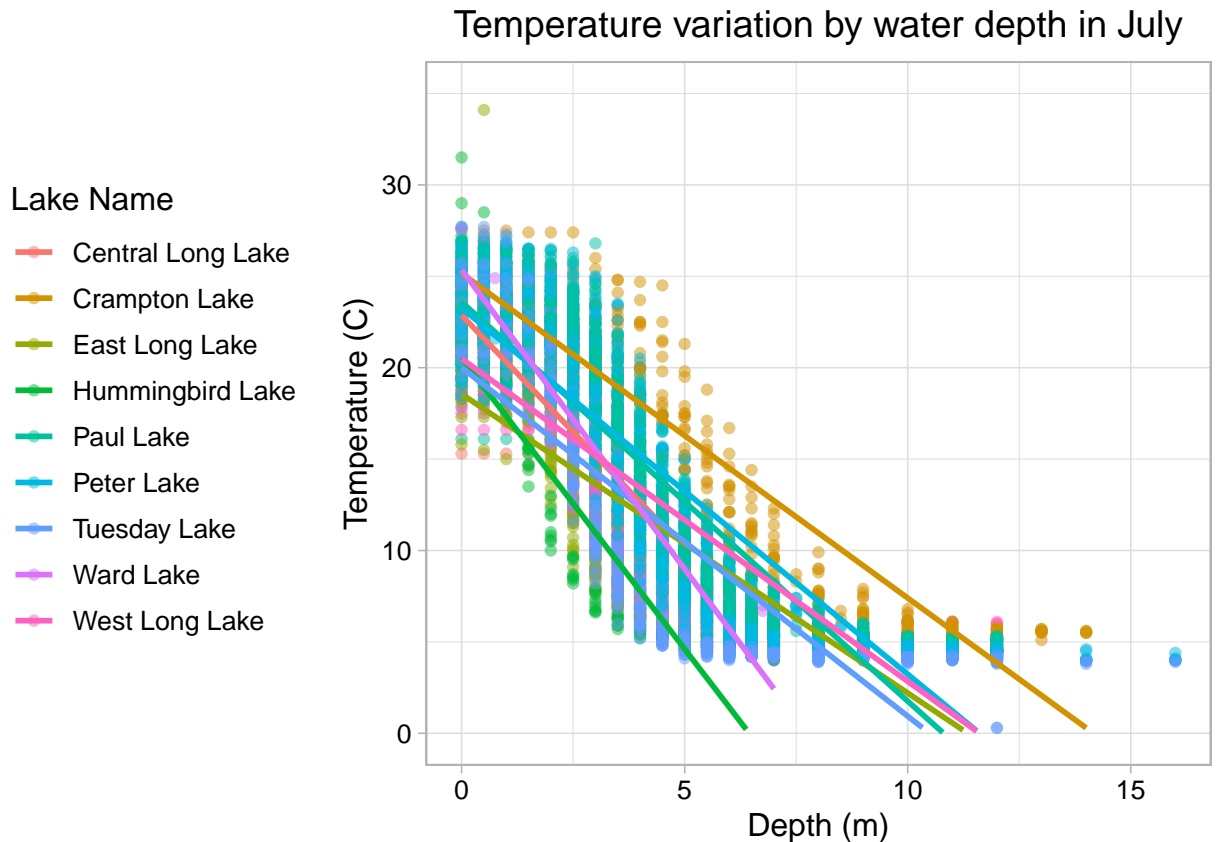 Temperature variation by water depth in July
Lake Name
Central Long Lake
Crampton Lake
East Long Lake
Hummingbird Lake
Paul Lake
Peter Lake
Tuesday Lake
Ward Lake
West Long Lake
Temperature (C)
30
20
10
0
0 5 10 15
Depth (m)